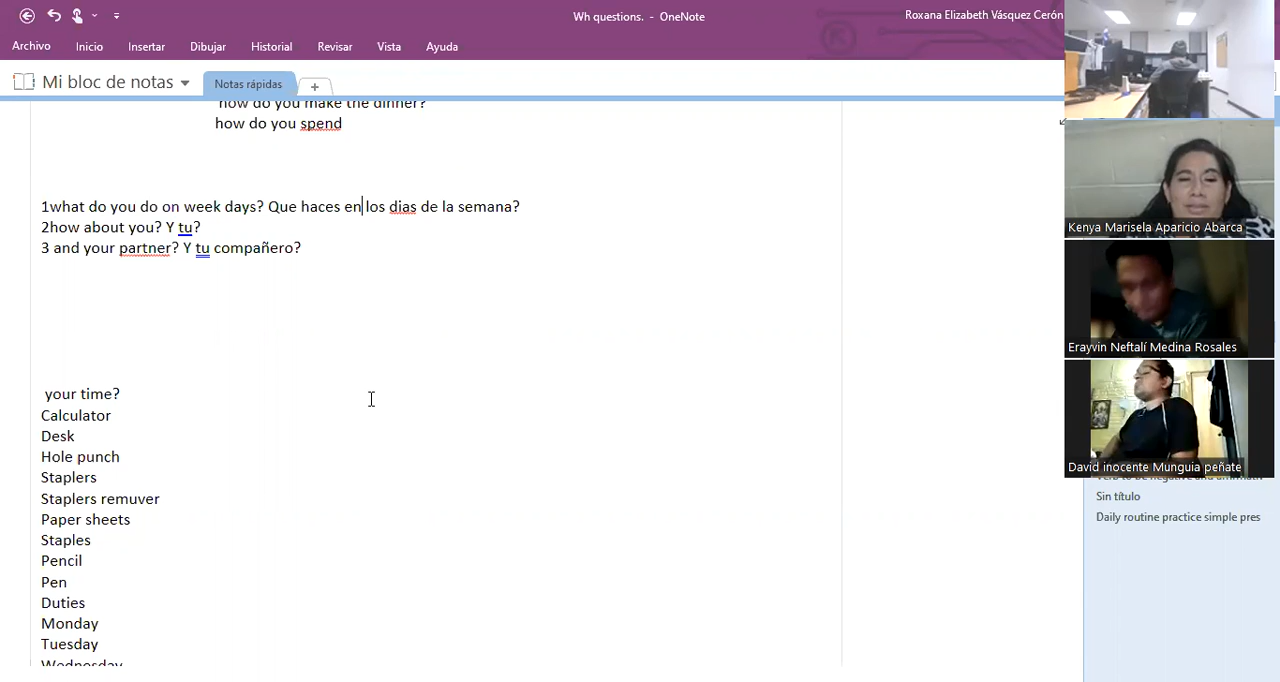 Wh questions. - OneNote
Roxana Elizabeth Vásquez Cerón
Archivo
Inicio
Insertar
Dibujar
Historial
Revisar
Vista
Ayuda
Mi bloc de notas
Notas rápidas
+
how do you make the dinner?
how do you spend
1what do you do on week days? Que haces en los dias de la semana?
2how about you? Y tu?
3 and your partner? Y tu compañero?
your time?
Calculator
Desk
Hole punch
Staplers
Staplers remuver
Paper sheets
Staples
Pencil
Pen
Duties
Monday
Tuesday
Wednesday
Kenya Marisela Aparicio Abarca
Erayvin Neftalí Medina Rosales
David inocente Munguia peñate
Sin título
Daily routine practice simple pres